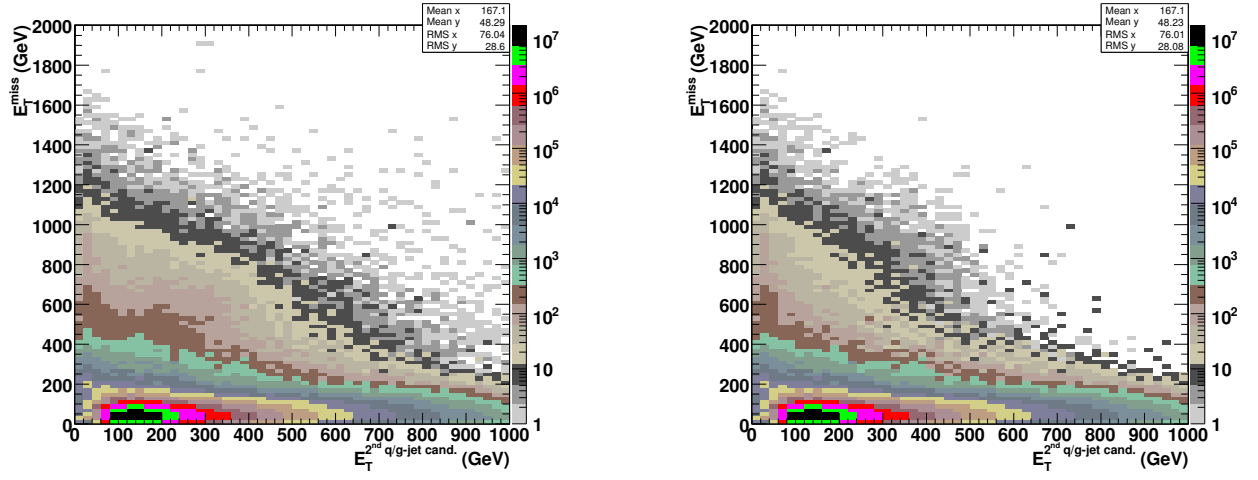 Mean x 167.1
Mean y 48.29
RMS x 76.04
RMS y 28.6
E_T^miss (GeV)
2000
1800
1600
1400
1200
1000
800
600
400
200
0
0 100 200 300 400 500 600 700 800 900 1000
E_T^2nd q/g-jet cand. (GeV)
10^7
10^6
10^5
10^4
10^3
10^2
10
1
Mean x 167.1
Mean y 48.23
RMS x 76.01
RMS y 28.08
E_T^miss (GeV)
2000
1800
1600
1400
1200
1000
800
600
400
200
0
0 100 200 300 400 500 600 700 800 900 1000
E_T^2nd q/g-jet cand. (GeV)
10^7
10^6
10^5
10^4
10^3
10^2
10
1